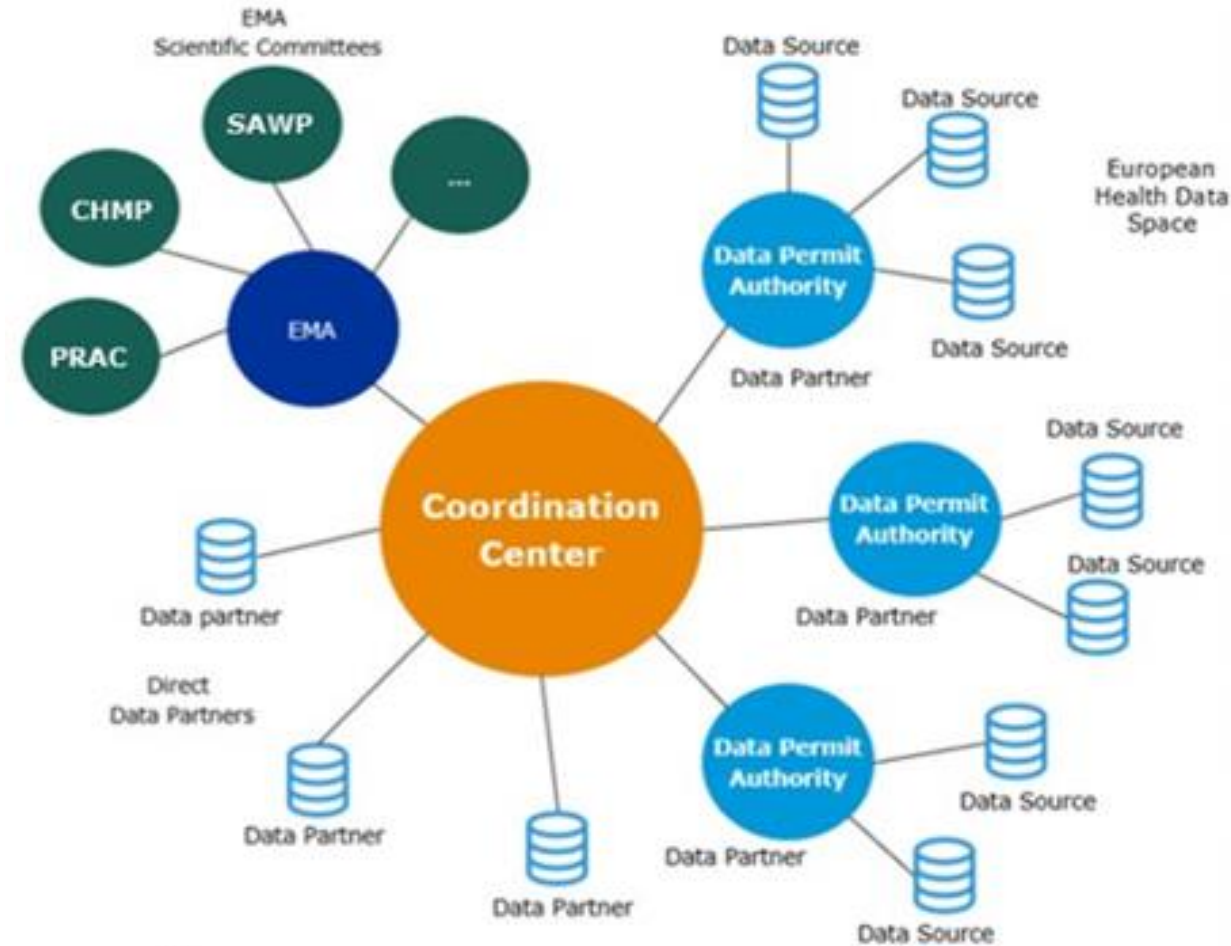 EMA
Scientific Committees
SAWP
...
CHMP
PRAC
EMA
Data Source
Data Source
European
Health Data
Space
Data Permit
Authority
Data Source
Data Partner
Coordination
Center
Data Source
Data Permit
Authority
Data Source
Data Partner
Data partner
Direct
Data Partners
Data Partner
Data Partner
Data Permit
Authority
Data Source
Data Partner
Data Source